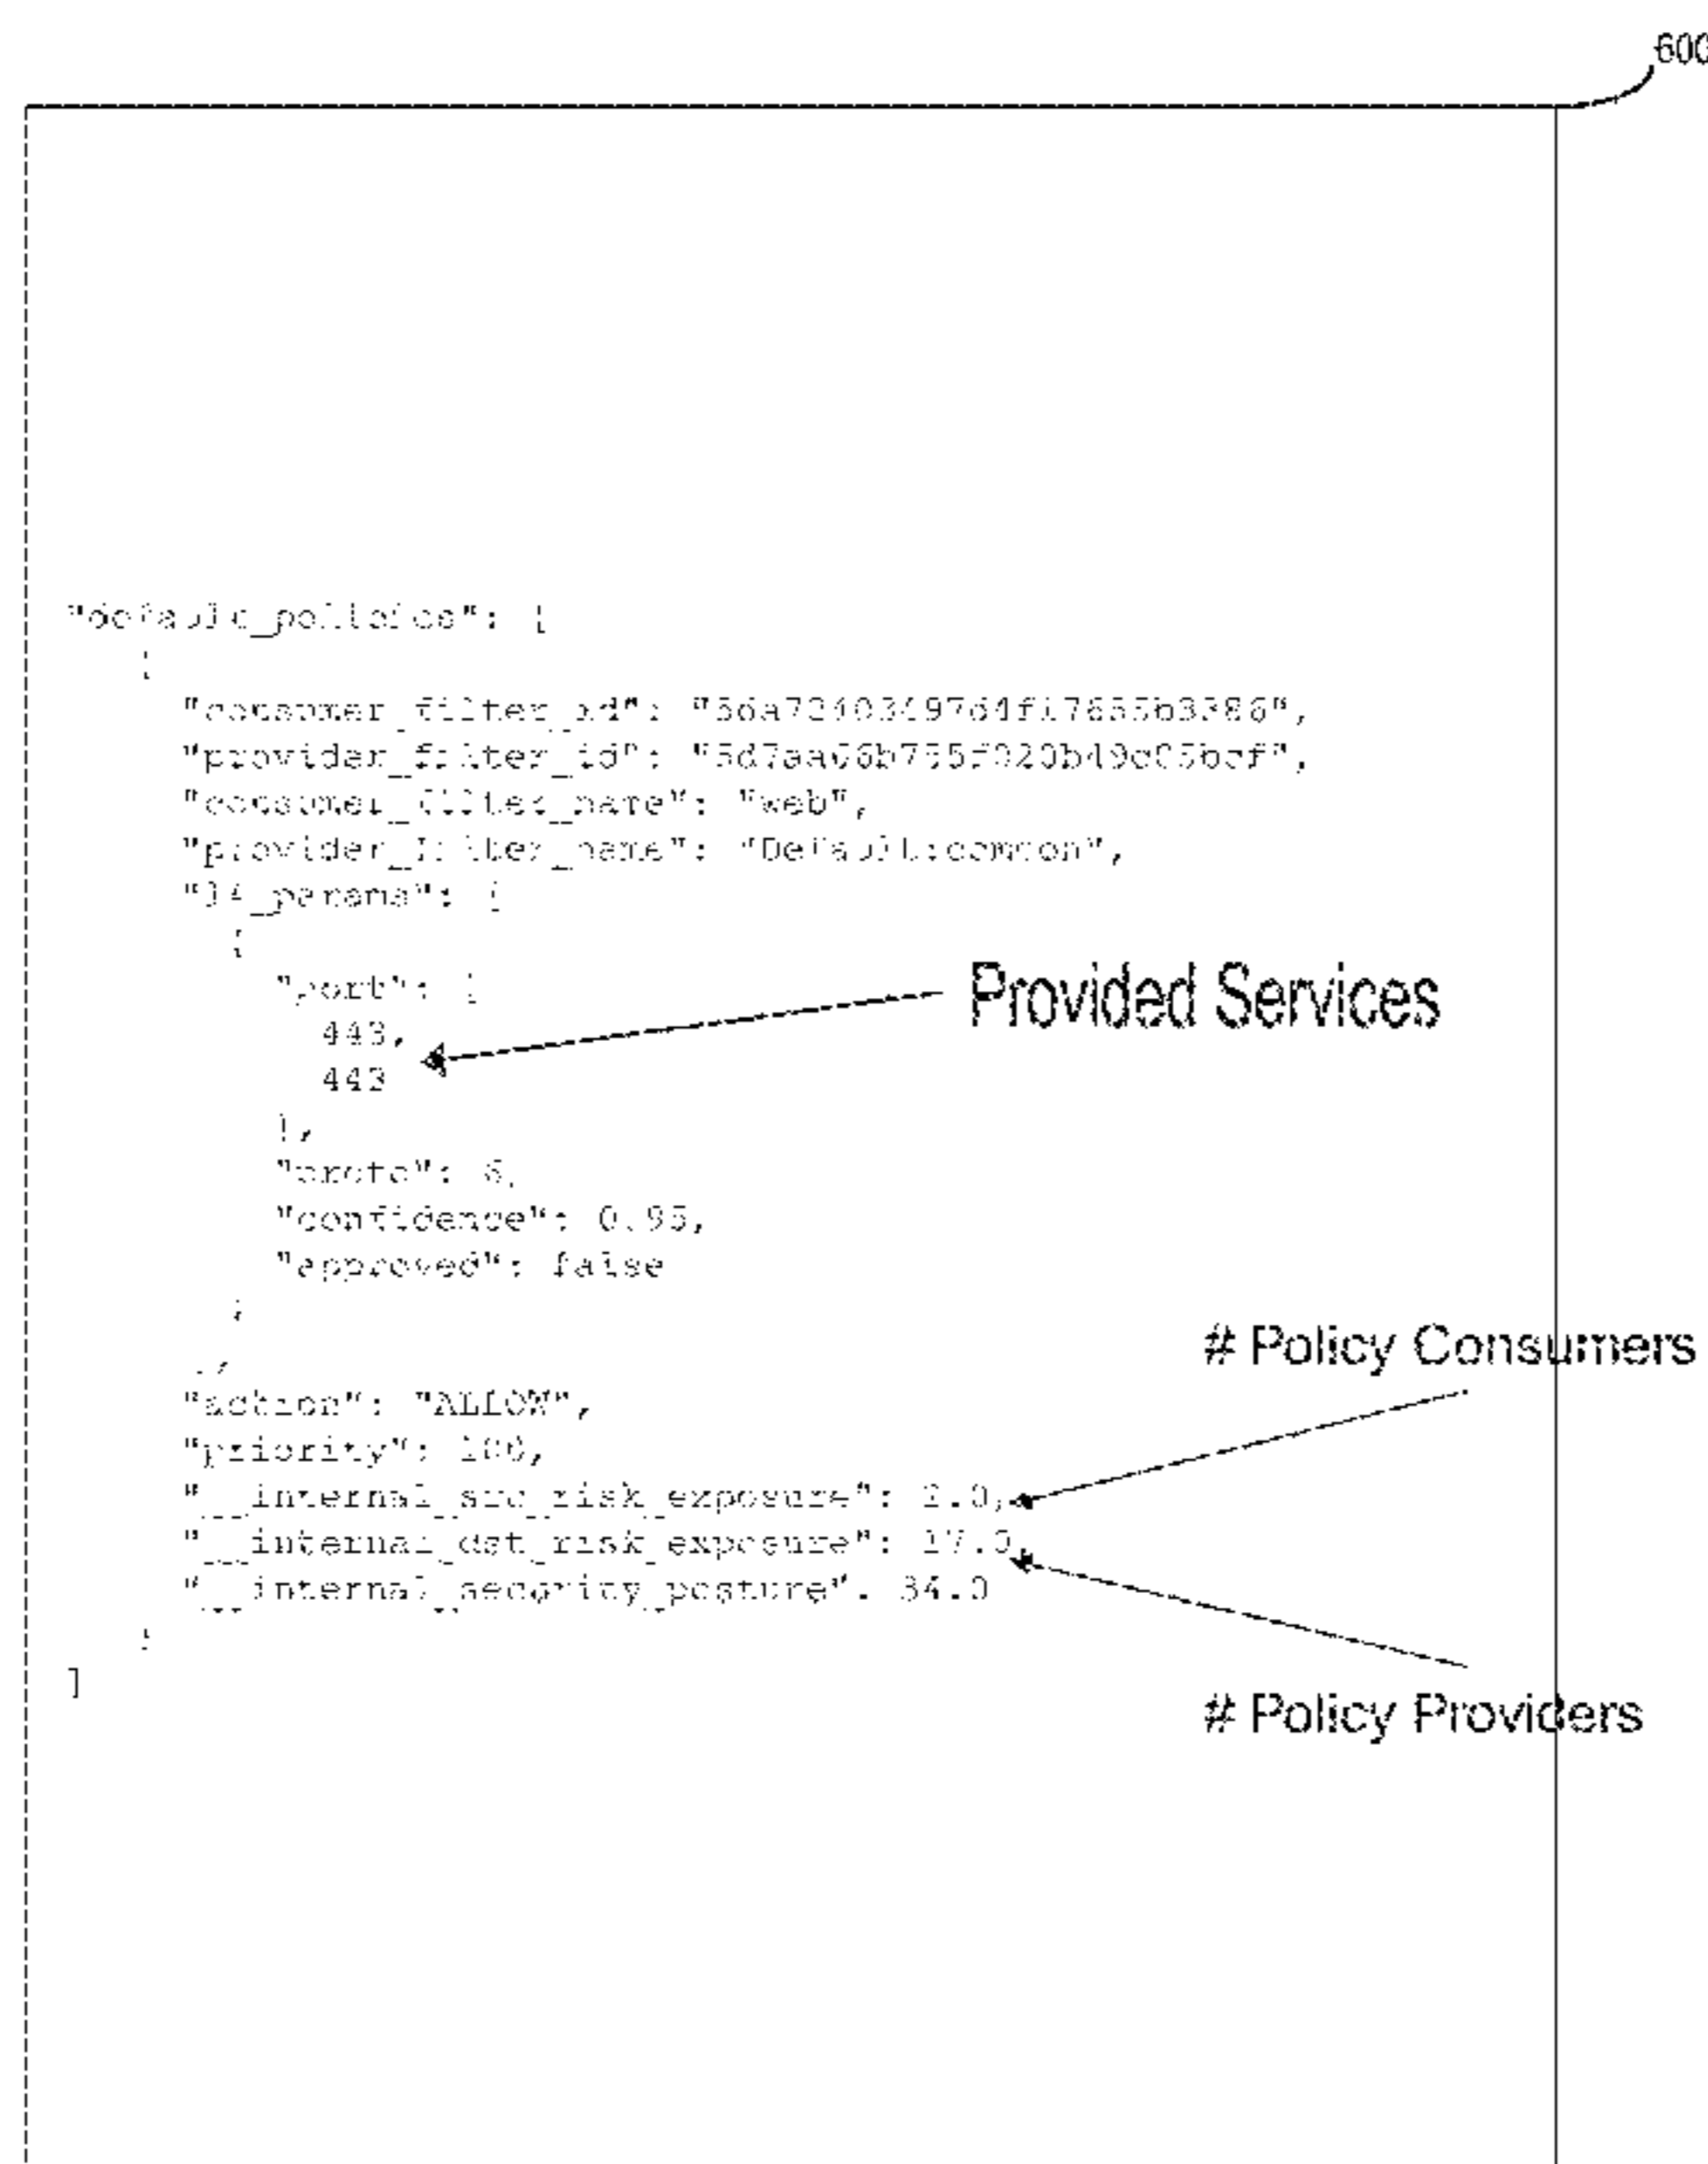 600
"default_policies": [
{
"consumer_filter_id":
"provider_filter_id":
"consumer_filter_name": "web",
"provider_filter_name": "Default:common",
"l4_params": [
{
"port": [
Provided Services
443,
443
],
"proto": 6,
"confidence": 0.95,
"approved": false
}
],
# Policy Consumers
"action": "ALLOW",
"priority": 100,
"__internal_src_risk_exposure": 2.0,
"__internal_dst_risk_exposure": 17.0,
"__internal_security_posture": 34.0
}
]
# Policy Providers